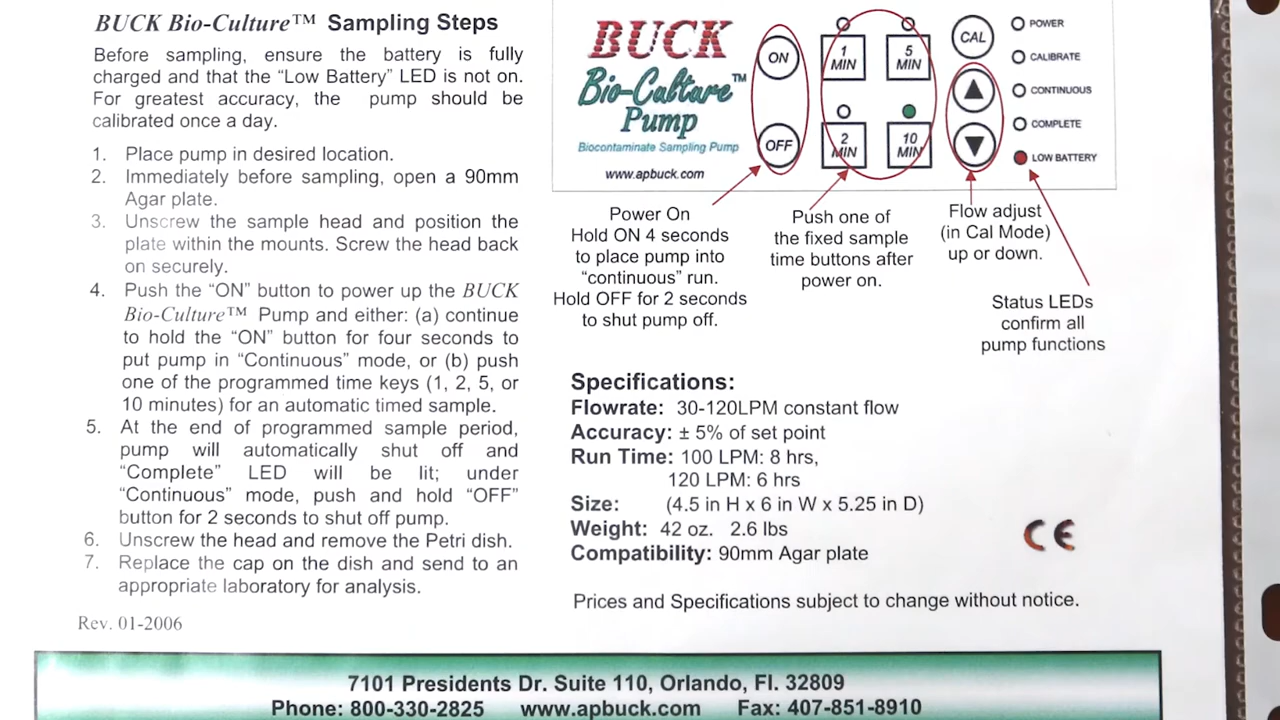 BUCK Bio-Culture™ Sampling Steps
Before sampling, ensure the battery is fully
charged and that the “Low Battery” LED is not on.
For greatest accuracy, the pump should be
calibrated once a day.
1. Place pump in desired location.
2. Immediately before sampling, open a 90mm
Agar plate.
3. Unscrew the sample head and position the
plate within the mounts. Screw the head back
on securely.
4. Push the “ON” button to power up the BUCK
Bio-Culture™ Pump and either: (a) continue
to hold the “ON” button for four seconds to
put pump in “Continuous” mode, or (b) push
one of the programmed time keys (1, 2, 5, or
10 minutes) for an automatic timed sample.
5. At the end of programmed sample period,
pump will automatically shut off and
“Complete” LED will be lit; under
“Continuous” mode, push and hold “OFF”
button for 2 seconds to shut off pump.
6. Unscrew the head and remove the Petri dish.
7. Replace the cap on the dish and send to an
appropriate laboratory for analysis.
Rev. 01-2006
BUCK
Bio-Culture™
Pump
Biocontaminate Sampling Pump
www.apbuck.com
ON
OFF
1
MIN
5
MIN
2
MIN
10
MIN
CAL
POWER
CALIBRATE
CONTINUOUS
COMPLETE
LOW BATTERY
Power On
Hold ON 4 seconds
to place pump into
“continuous” run.
Hold OFF for 2 seconds
to shut pump off.
Push one of
the fixed sample
time buttons after
power on.
Flow adjust
(in Cal Mode)
up or down.
Status LEDs
confirm all
pump functions
Specifications:
Flowrate: 30-120LPM constant flow
Accuracy: ± 5% of set point
Run Time: 100 LPM: 8 hrs,
120 LPM: 6 hrs
Size: (4.5 in H x 6 in W x 5.25 in D)
Weight: 42 oz. 2.6 lbs
Compatibility: 90mm Agar plate
CE
Prices and Specifications subject to change without notice.
7101 Presidents Dr. Suite 110, Orlando, Fl. 32809
Phone: 800-330-2825 www.apbuck.com Fax: 407-851-8910